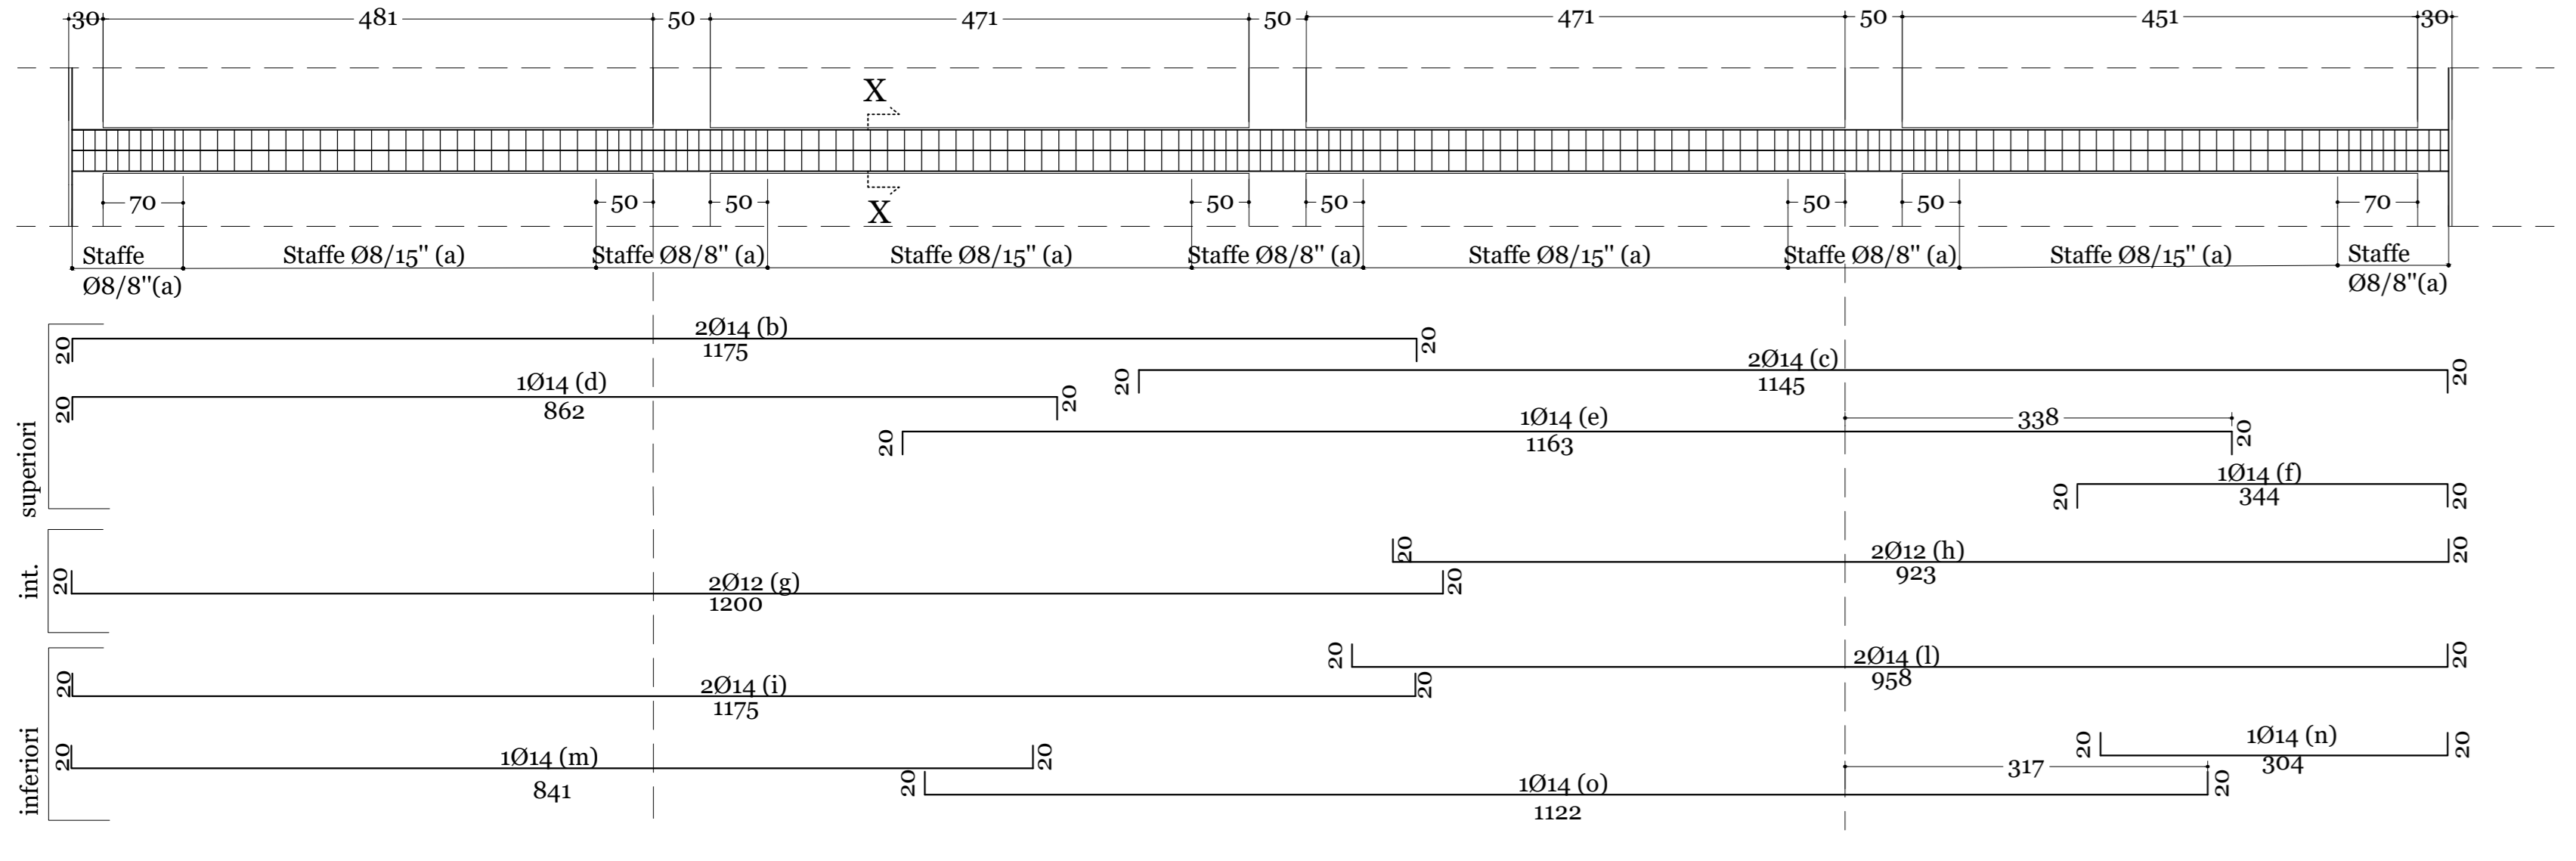 30 481 50 471 50 471 50 451 30
X
70 50 50 50 50 50 50 70
X
Staffe Ø8/8"(a)
Staffe Ø8/15" (a)
Staffe Ø8/8" (a)
Staffe Ø8/15" (a)
Staffe Ø8/8" (a)
Staffe Ø8/15" (a)
Staffe Ø8/8" (a)
Staffe Ø8/15" (a)
Staffe Ø8/8"(a)
superiori
20 2Ø14 (b) 20
1175
20 2Ø14 (c) 20
1145
20 1Ø14 (d) 20
862
20 1Ø14 (e) 338 20
1163
20 1Ø14 (f) 20
344
int.
20 2Ø12 (h) 20
923
20 2Ø12 (g) 20
1200
inferiori
20 2Ø14 (l) 20
958
20 2Ø14 (i) 20
1175
20 1Ø14 (n) 20
304
20 1Ø14 (m) 20
841
20 1Ø14 (o) 317 20
1122